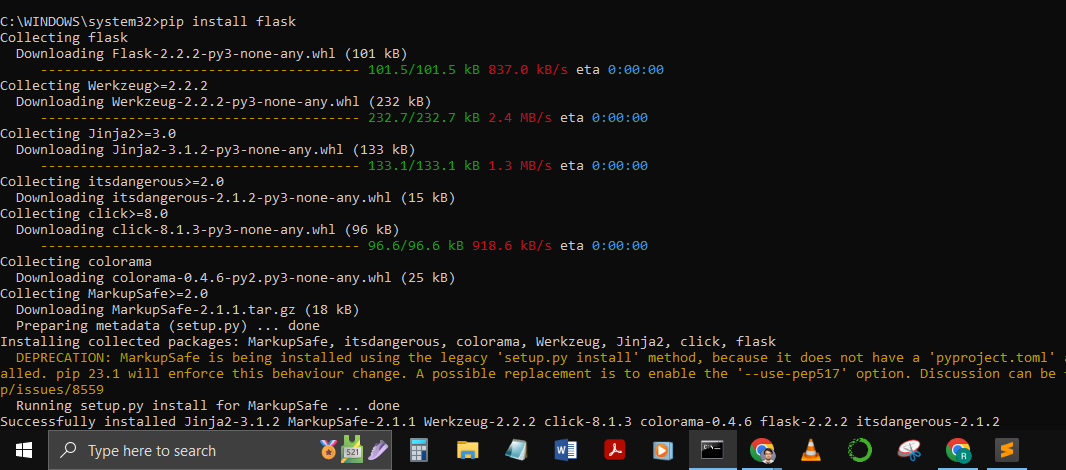 C:\WINDOWS\system32>pip install flask
Collecting flask
  Downloading Flask-2.2.2-py3-none-any.whl (101 kB)
     ---------------------------------------- 101.5/101.5 kB 837.0 kB/s eta 0:00:00
Collecting Werkzeug>=2.2.2
  Downloading Werkzeug-2.2.2-py3-none-any.whl (232 kB)
     ---------------------------------------- 232.7/232.7 kB 2.4 MB/s eta 0:00:00
Collecting Jinja2>=3.0
  Downloading Jinja2-3.1.2-py3-none-any.whl (133 kB)
     ---------------------------------------- 133.1/133.1 kB 1.3 MB/s eta 0:00:00
Collecting itsdangerous>=2.0
  Downloading itsdangerous-2.1.2-py3-none-any.whl (15 kB)
Collecting click>=8.0
  Downloading click-8.1.3-py3-none-any.whl (96 kB)
     ---------------------------------------- 96.6/96.6 kB 918.6 kB/s eta 0:00:00
Collecting colorama
  Downloading colorama-0.4.6-py2.py3-none-any.whl (25 kB)
Collecting MarkupSafe>=2.0
  Downloading MarkupSafe-2.1.1.tar.gz (18 kB)
  Preparing metadata (setup.py) ... done
Installing collected packages: MarkupSafe, itsdangerous, colorama, Werkzeug, Jinja2, click, flask
  DEPRECATION: MarkupSafe is being installed using the legacy 'setup.py install' method, because it does not have a 'pyproject.toml'
alled. pip 23.1 will enforce this behaviour change. A possible replacement is to enable the '--use-pep517' option. Discussion can be
p/issues/8559
  Running setup.py install for MarkupSafe ... done
Successfully installed Jinja2-3.1.2 MarkupSafe-2.1.1 Werkzeug-2.2.2 click-8.1.3 colorama-0.4.6 flask-2.2.2 itsdangerous-2.1.2
Type here to search
521
W
R